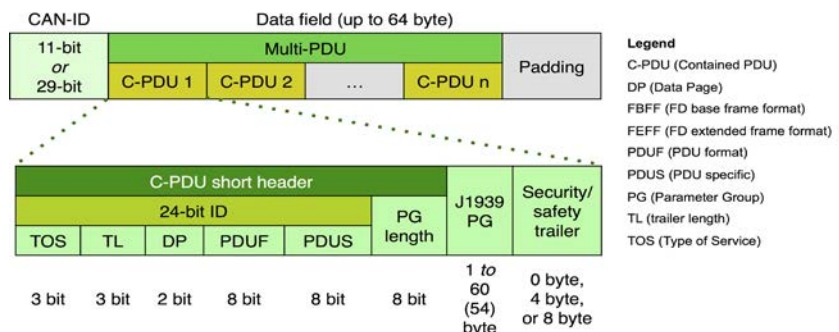 CAN-ID
Data field (up to 64 byte)
11-bit
or
29-bit
Multi-PDU
Padding
C-PDU 1
C-PDU 2
...
C-PDU n
C-PDU short header
24-bit ID
PG
length
J1939
PG
Security/
safety
trailer
TOS
TL
DP
PDUF
PDUS
3 bit
3 bit
2 bit
8 bit
8 bit
8 bit
1 to
60
(54)
byte
0 byte,
4 byte,
or 8 byte
Legend
C-PDU (Contained PDU)
DP (Data Page)
FBFF (FD base frame format)
FEFF (FD extended frame format)
PDUF (PDU format)
PDUS (PDU specific)
PG (Parameter Group)
TL (trailer length)
TOS (Type of Service)